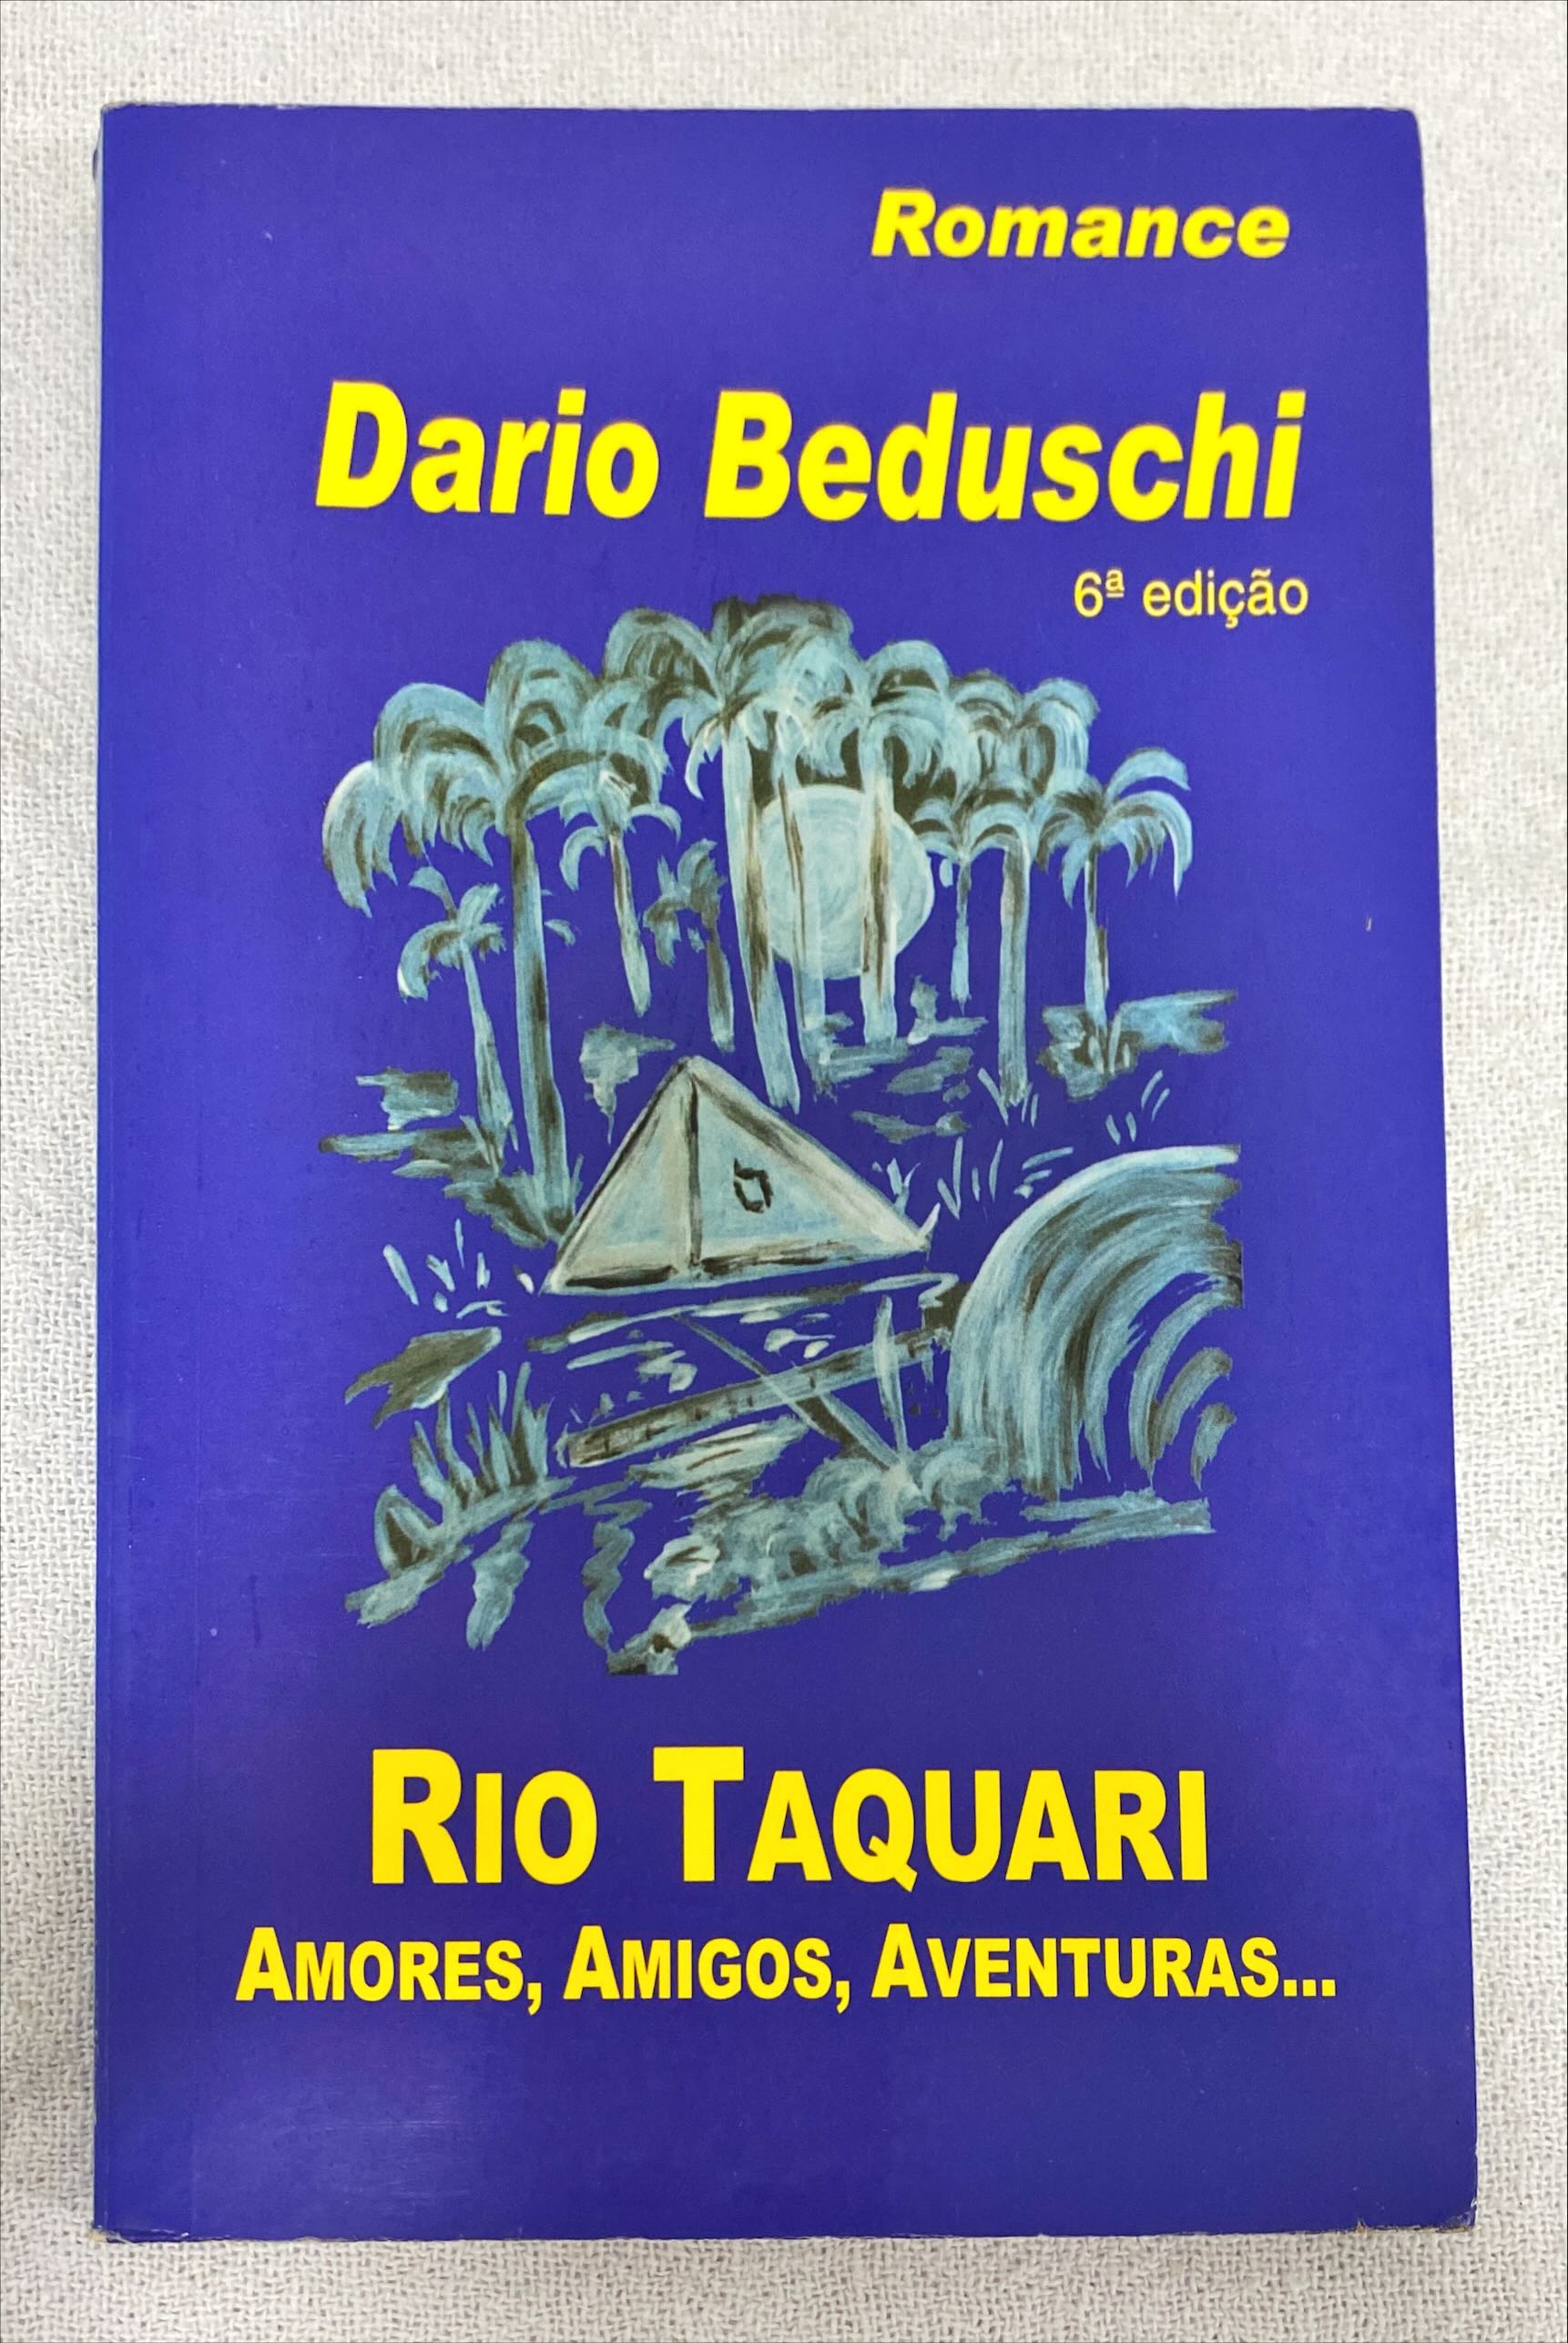 Romance
Dario Beduschi
6ª edição
RIO TAQUARI
AMORES, AMIGOS, AVENTURAS...